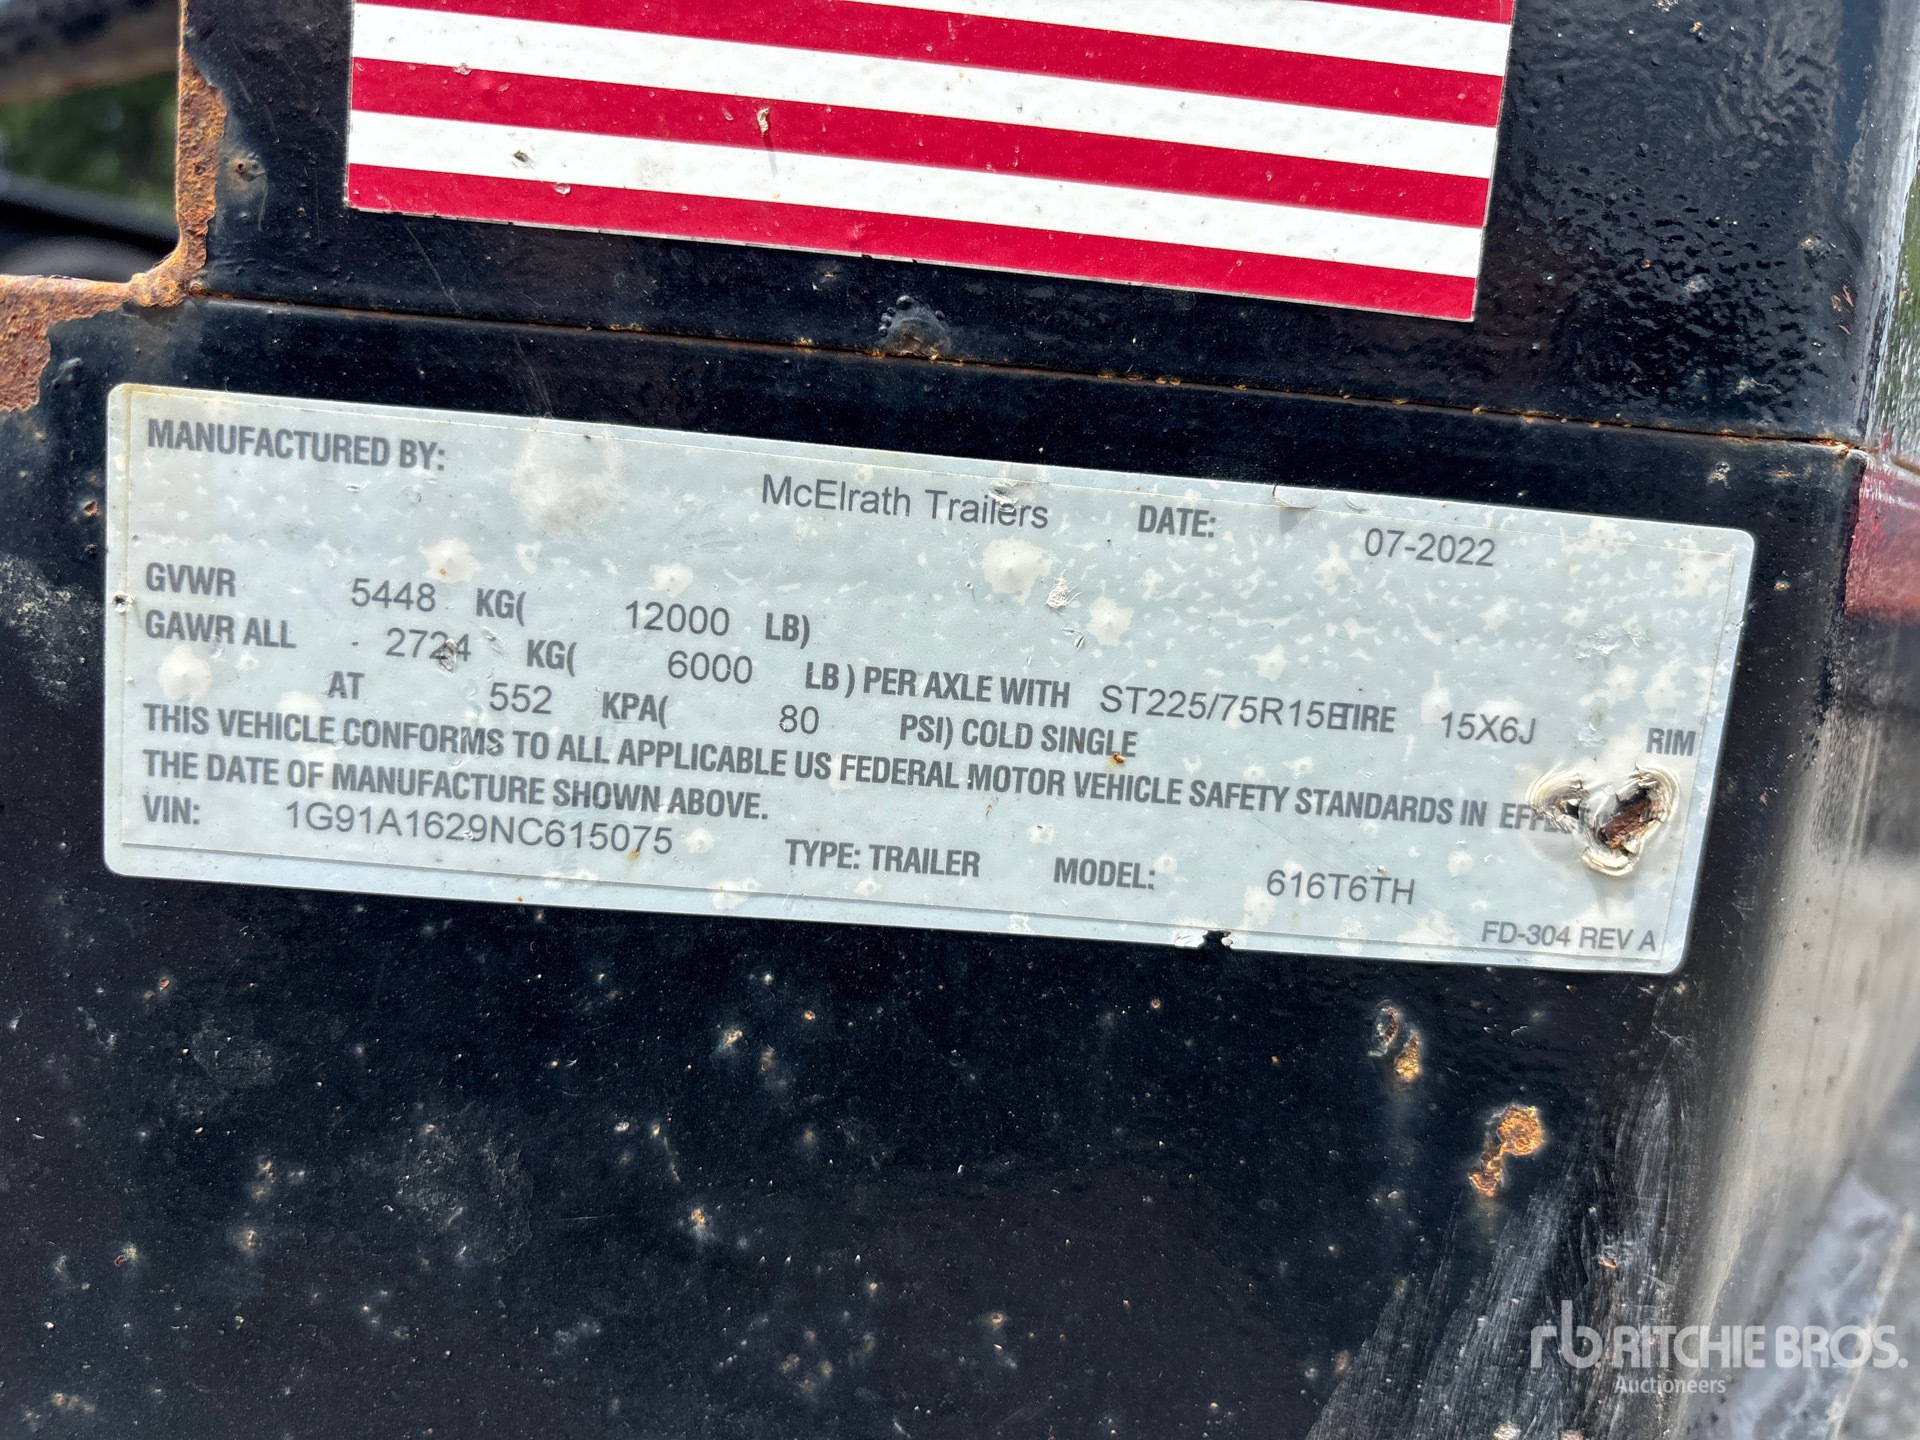 MANUFACTURED BY: McElrath Trailers DATE: 07-2022
GVWR 5448 KG( 12000 LB)
GAWR ALL - 2724 KG( 6000 LB ) PER AXLE WITH ST225/75R15E TIRE 15X6J RIM
AT 552 KPA( 80 PSI) COLD SINGLE
THIS VEHICLE CONFORMS TO ALL APPLICABLE US FEDERAL MOTOR VEHICLE SAFETY STANDARDS IN
THE DATE OF MANUFACTURE SHOWN ABOVE.
VIN: 1G91A1629NC615075 TYPE: TRAILER MODEL: 616T6TH
FD-304 REV A
rb RITCHIE BROS.
Auctioneers